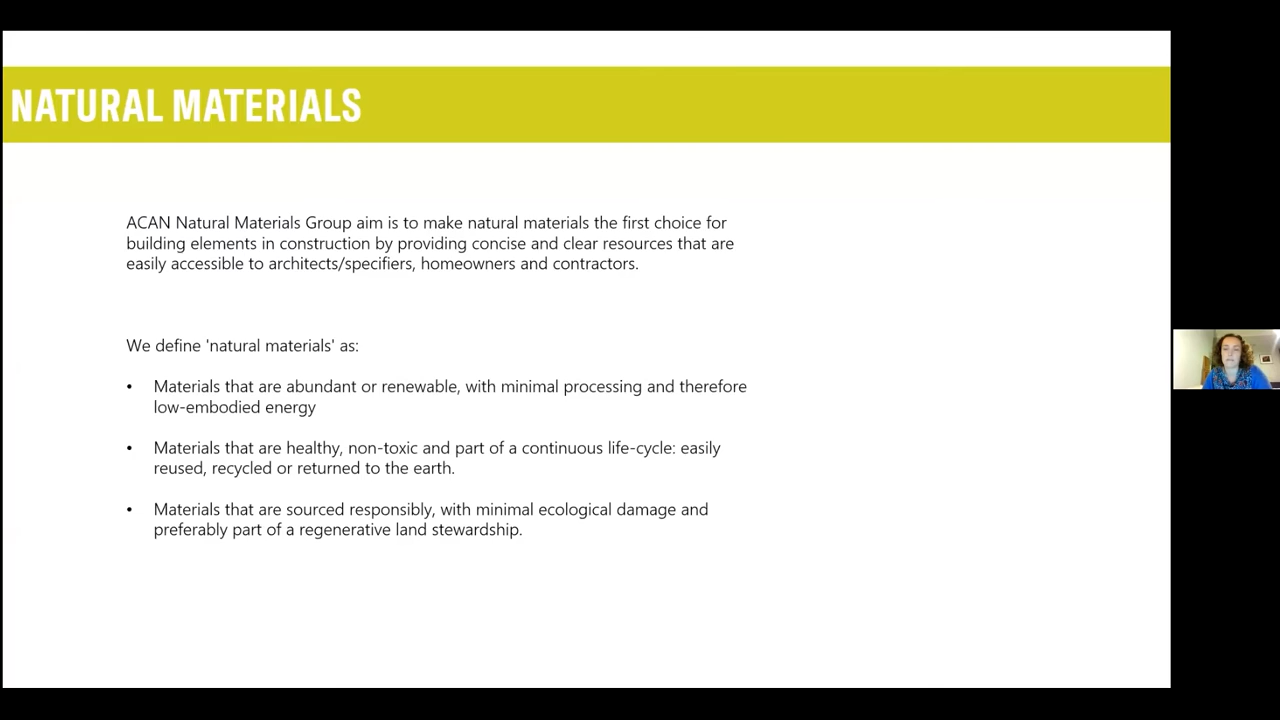 NATURAL MATERIALS
ACAN Natural Materials Group aim is to make natural materials the first choice for
building elements in construction by providing concise and clear resources that are
easily accessible to architects/specifiers, homeowners and contractors.
We define 'natural materials' as:
• Materials that are abundant or renewable, with minimal processing and therefore
low-embodied energy
• Materials that are healthy, non-toxic and part of a continuous life-cycle: easily
reused, recycled or returned to the earth.
• Materials that are sourced responsibly, with minimal ecological damage and
preferably part of a regenerative land stewardship.